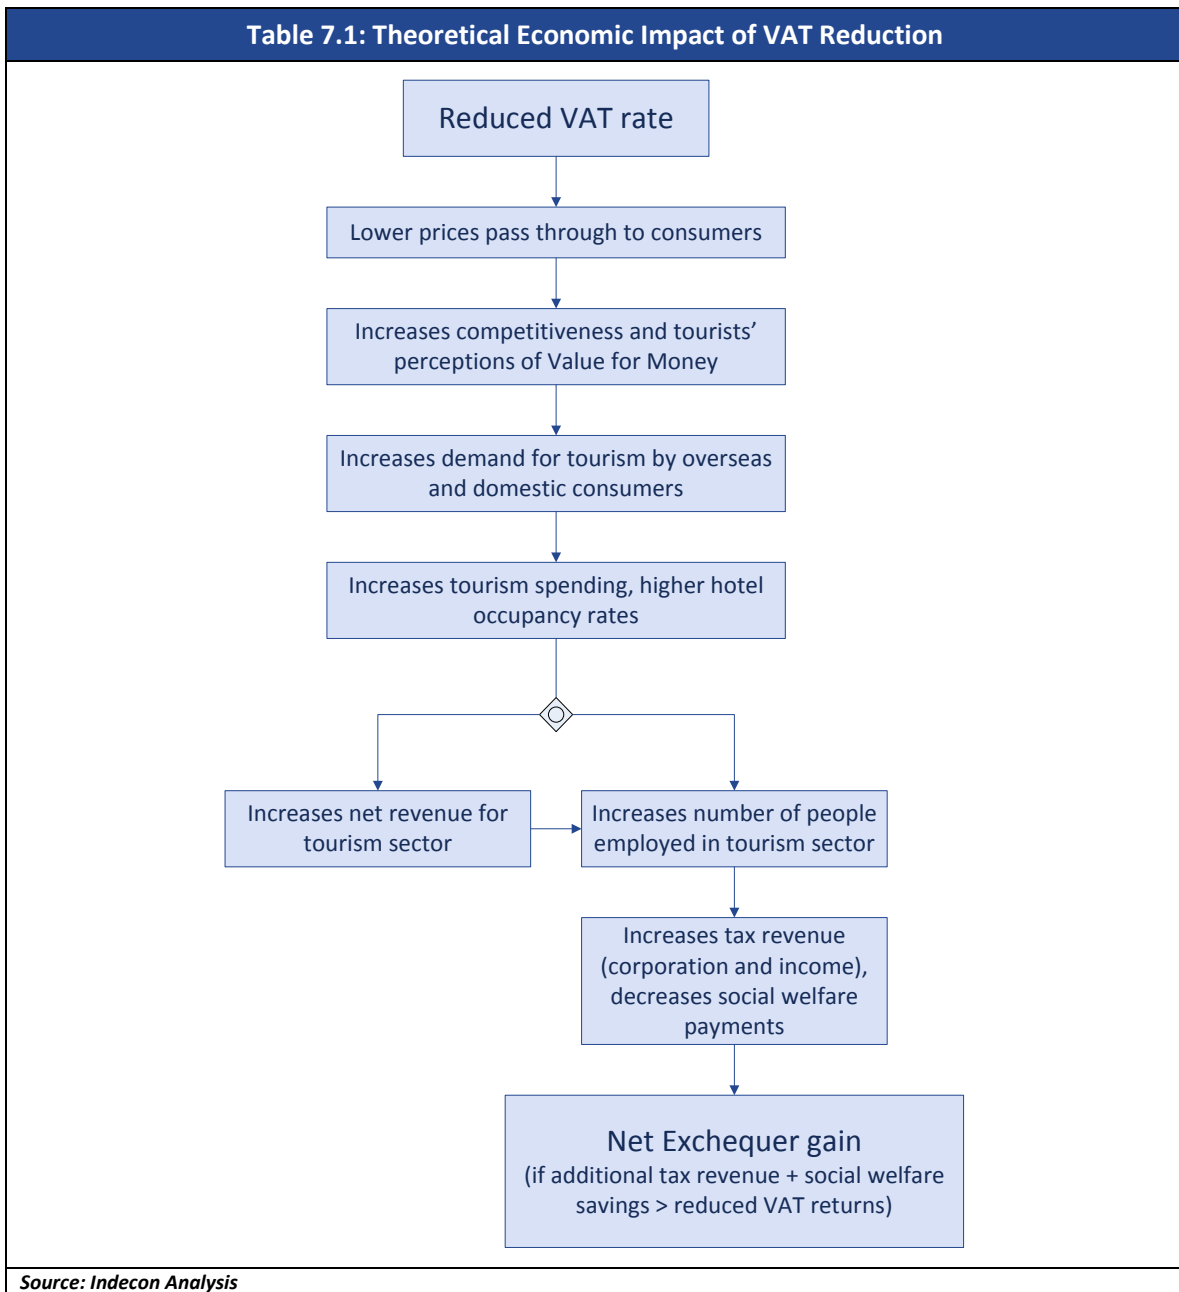 Table 7.1: Theoretical Economic Impact of VAT Reduction
Reduced VAT rate
Lower prices pass through to consumers
Increases competitiveness and tourists’
perceptions of Value for Money
Increases demand for tourism by overseas
and domestic consumers
Increases tourism spending, higher hotel
occupancy rates
Increases net revenue for
tourism sector
Increases number of people
employed in tourism sector
Increases tax revenue
(corporation and income),
decreases social welfare
payments
Net Exchequer gain
(if additional tax revenue + social welfare
savings > reduced VAT returns)
Source: Indecon Analysis